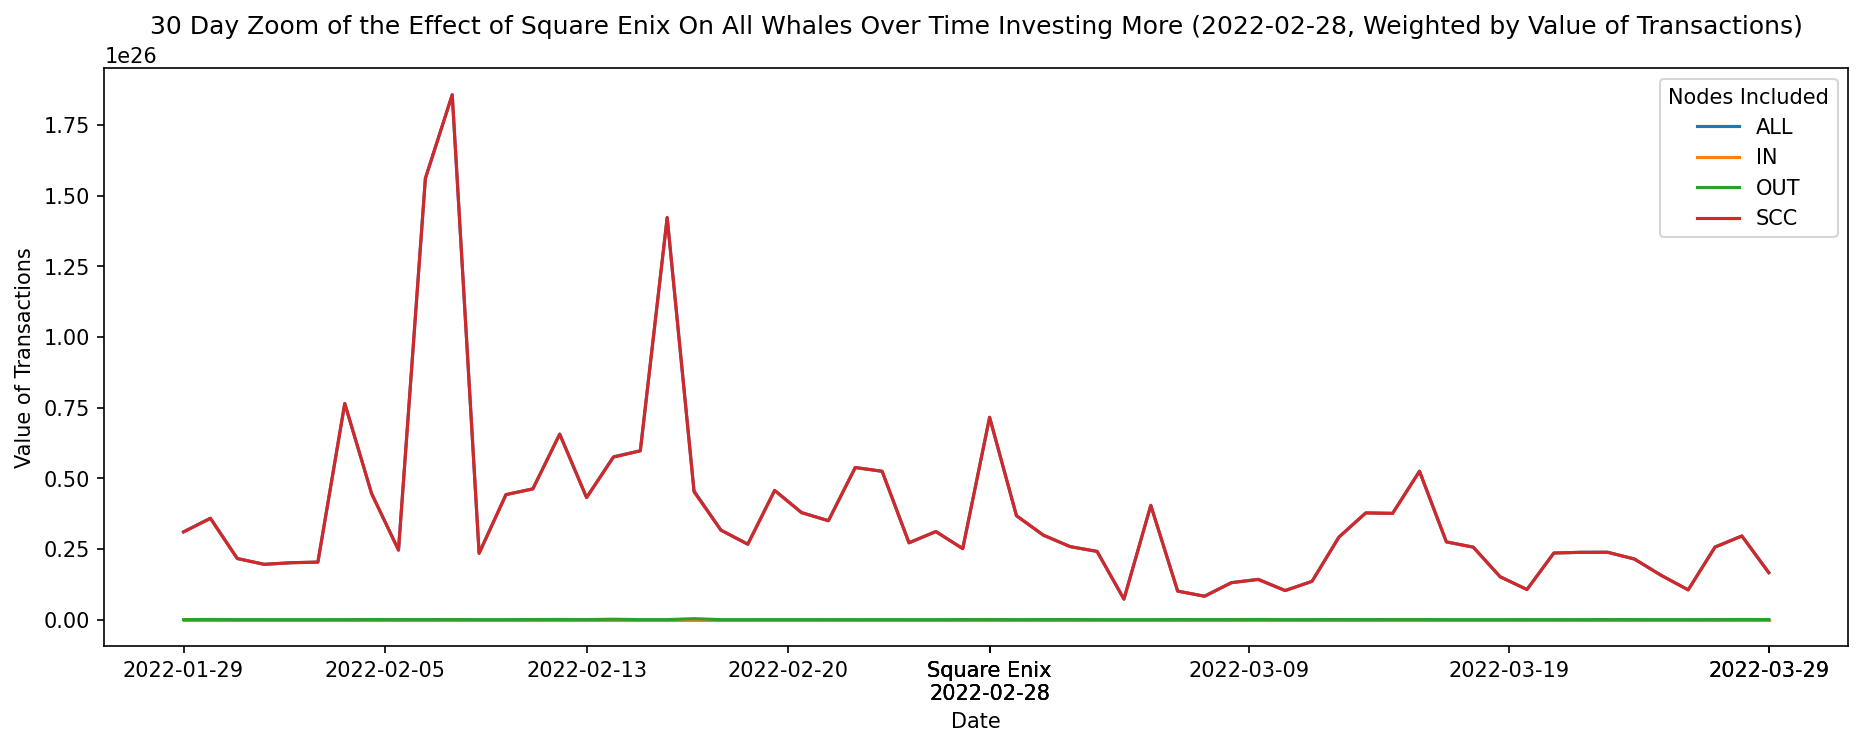 30 Day Zoom of the Effect of Square Enix On All Whales Over Time Investing More (2022-02-28, Weighted by Value of Transactions)
1e26
1.75
1.50
1.25
1.00
0.75
0.50
0.25
0.00
Value of Transactions
Nodes Included
ALL
IN
OUT
SCC
2022-01-29
2022-02-05
2022-02-13
2022-02-20
Square Enix
2022-02-28
2022-03-09
2022-03-19
2022-03-29
Date